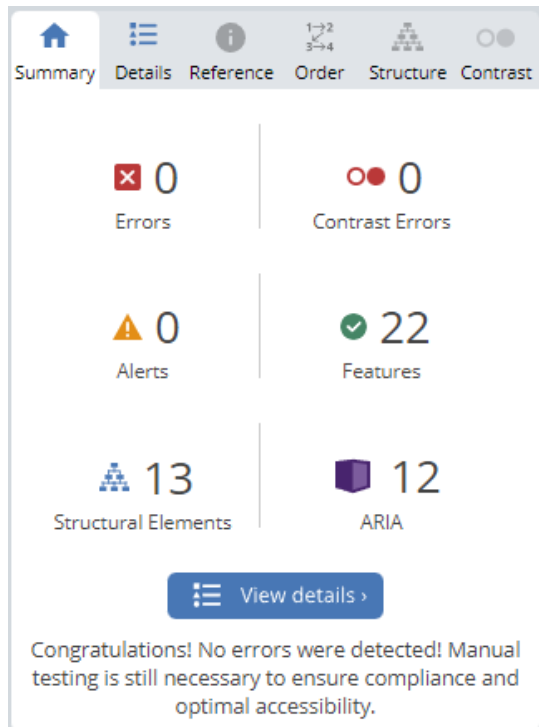 1→2
3→4
Summary Details Reference Order Structure Contrast
0 0
Errors Contrast Errors
0 22
Alerts Features
13 12
Structural Elements ARIA
View details ›
Congratulations! No errors were detected! Manual
testing is still necessary to ensure compliance and
optimal accessibility.